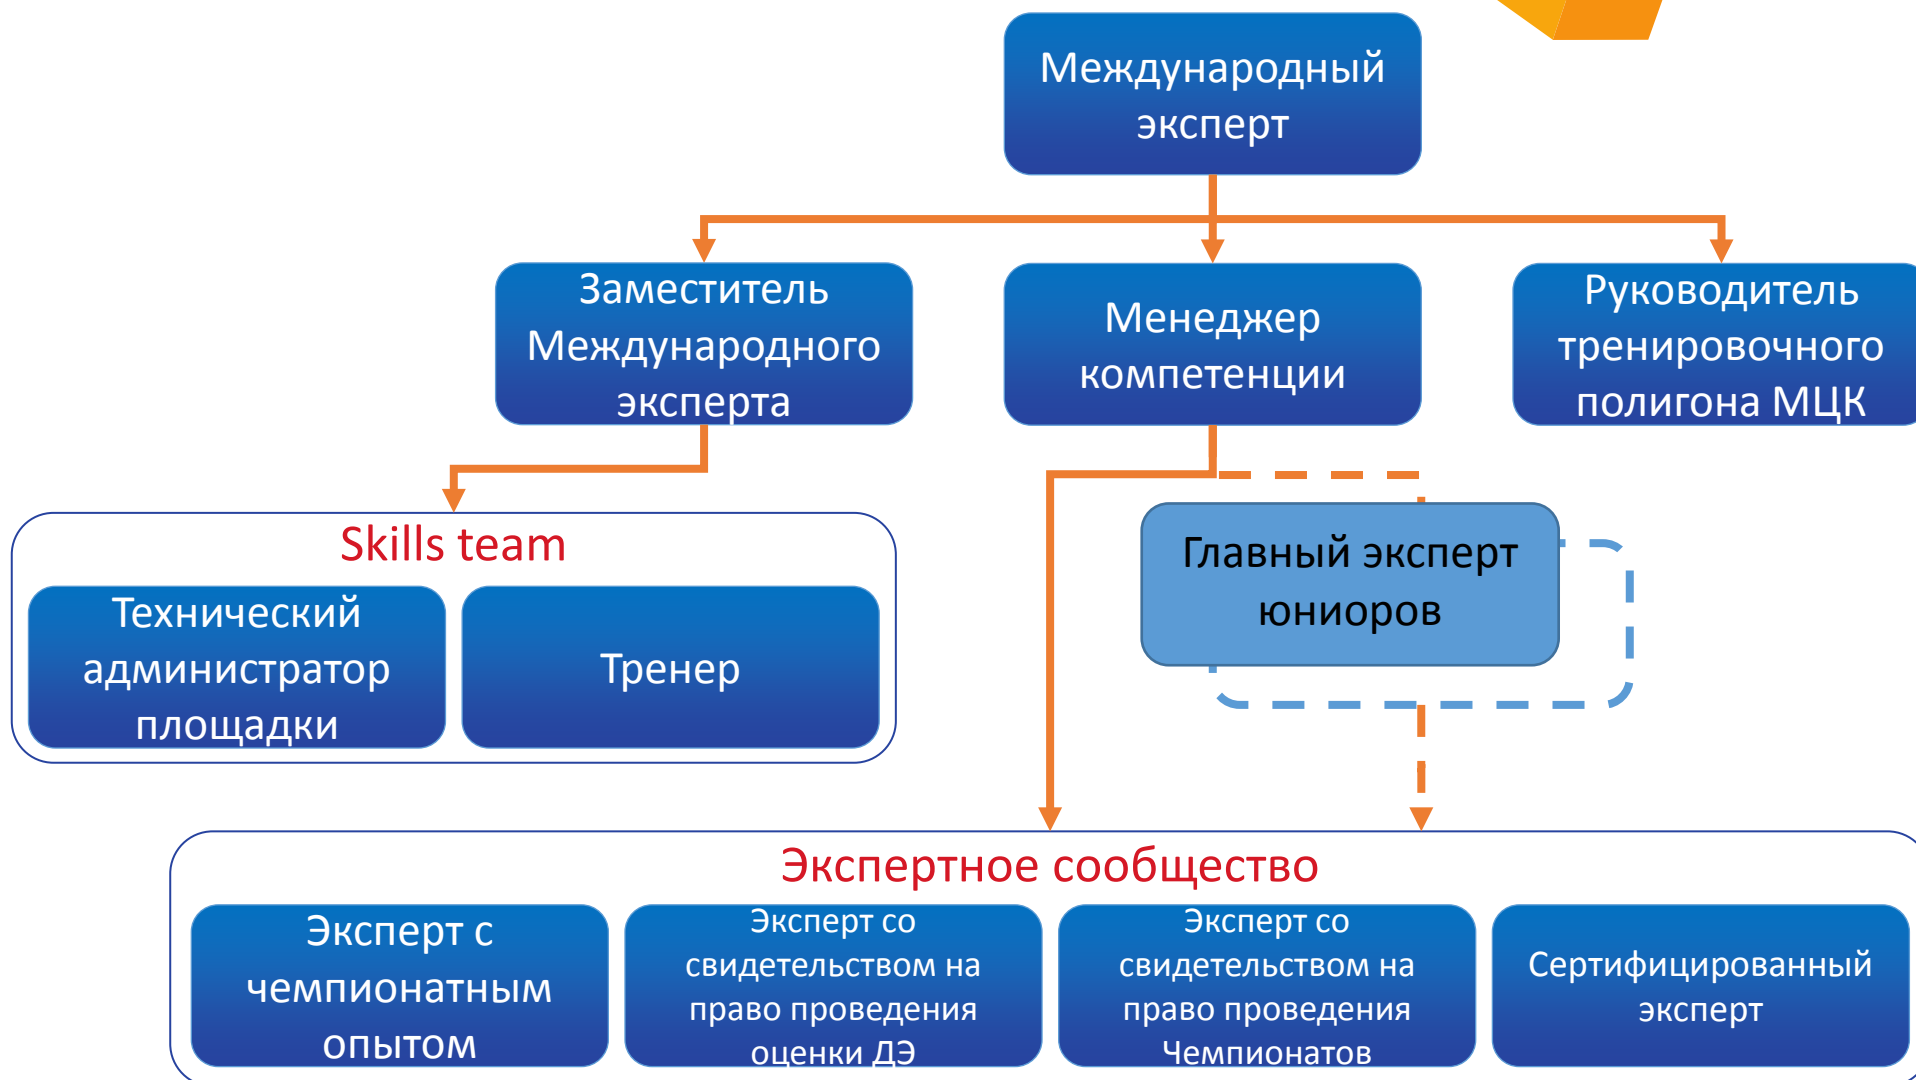 Международный
эксперт
Заместитель
Международного
эксперта
Менеджер
компетенции
Руководитель
тренировочного
полигона МЦК
Skills team
Технический
администратор
площадки
Тренер
Главный эксперт
юниоров
Экспертное сообщество
Эксперт с
чемпионатным
опытом
Эксперт со
свидетельством на
право проведения
оценки ДЭ
Эксперт со
свидетельством на
право проведения
Чемпионатов
Сертифицированный
эксперт